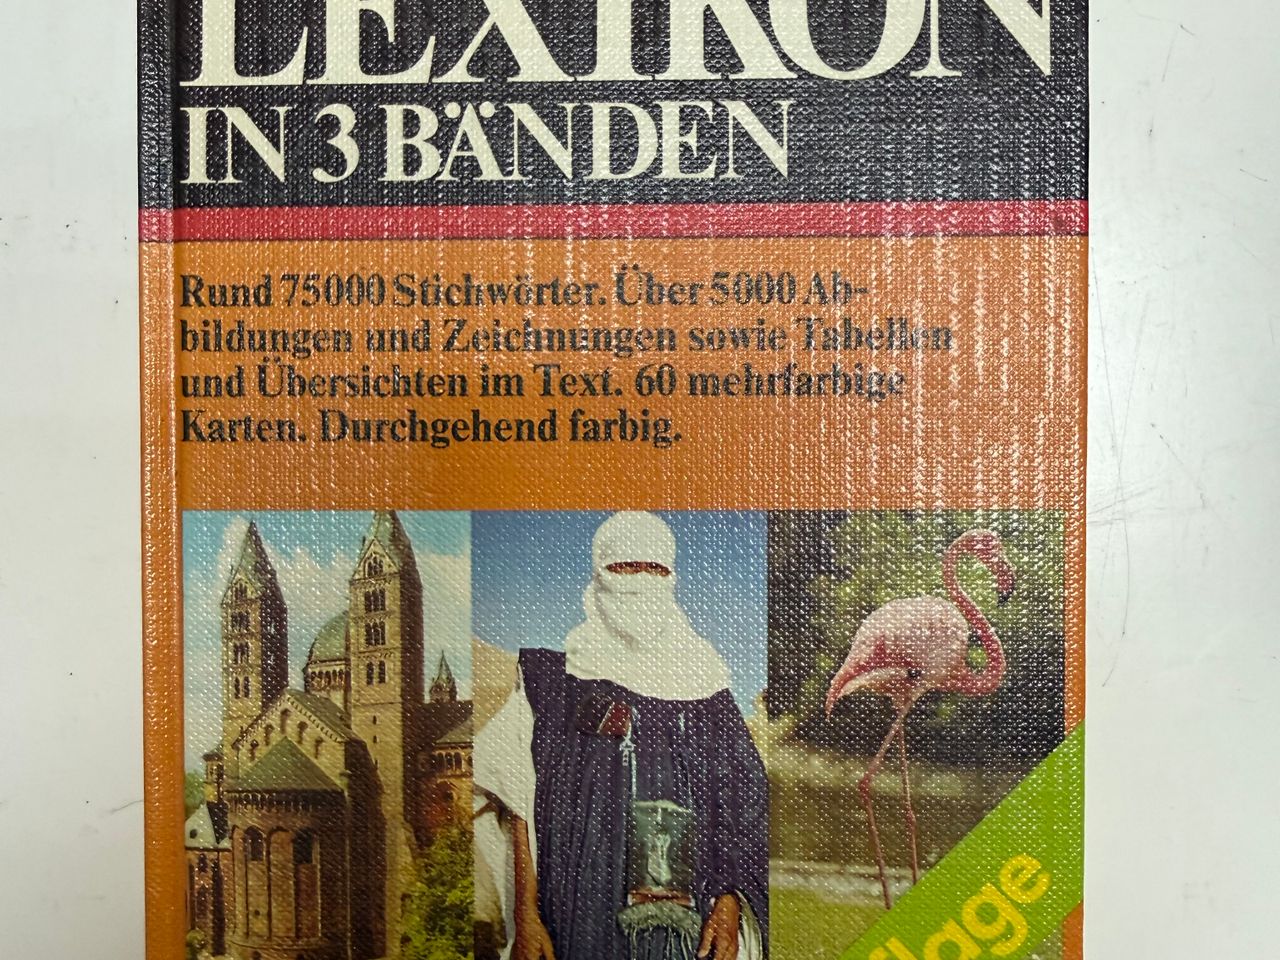 LEXIKON
IN 3 BÄNDEN
Rund 75000 Stichwörter. Über 5000 Ab-
bildungen und Zeichnungen sowie Tabellen
und Übersichten im Text. 60 mehrfarbige
Karten. Durchgehend farbig.